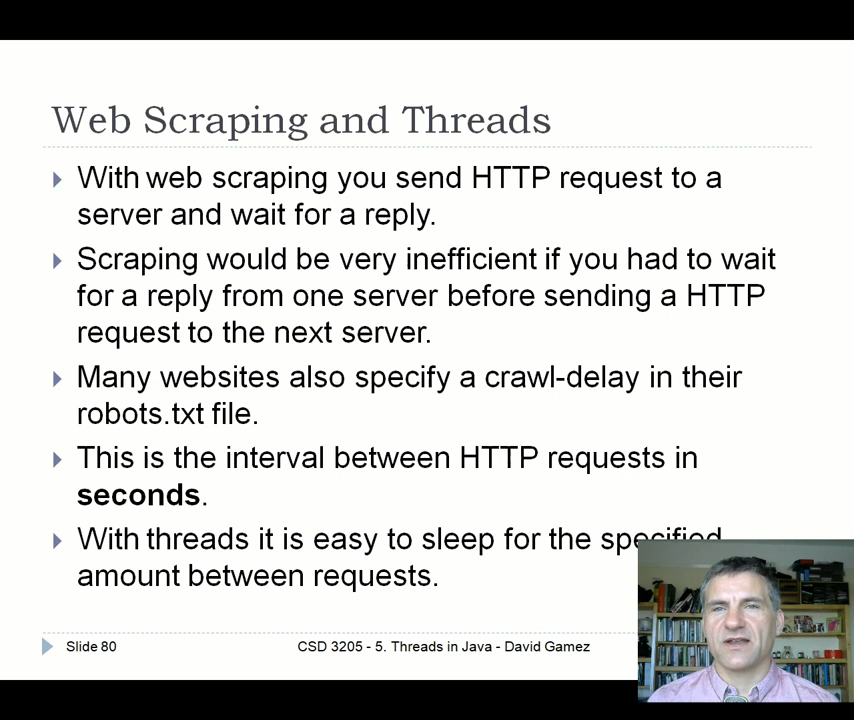 Web Scraping and Threads
With web scraping you send HTTP request to a
server and wait for a reply.
Scraping would be very inefficient if you had to wait
for a reply from one server before sending a HTTP
request to the next server.
Many websites also specify a crawl-delay in their
robots.txt file.
This is the interval between HTTP requests in
seconds.
With threads it is easy to sleep for the specified
amount between requests.
Slide 80
CSD 3205 - 5. Threads in Java - David Gamez